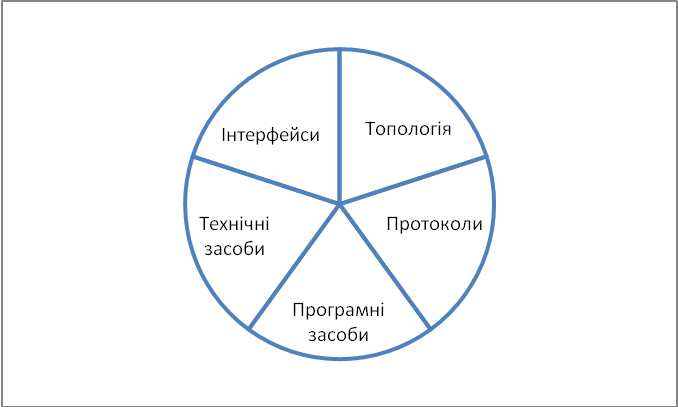 Інтерфейси
Топологія
Технічні
засоби
Протоколи
Програмні
засоби